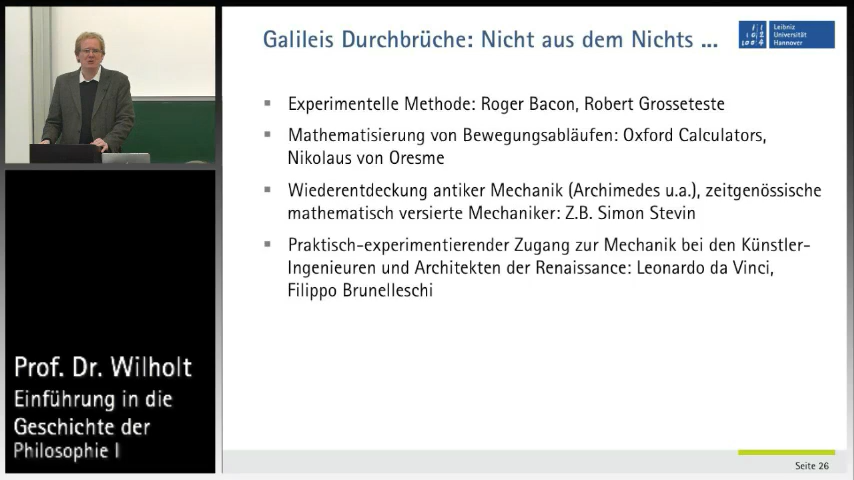 Galileis Durchbrüche: Nicht aus dem Nichts ...
Leibniz
Universität
Hannover
Experimentelle Methode: Roger Bacon, Robert Grosseteste
Mathematisierung von Bewegungsabläufen: Oxford Calculators,
Nikolaus von Oresme
Wiederentdeckung antiker Mechanik (Archimedes u.a.), zeitgenössische
mathematisch versierte Mechaniker: Z.B. Simon Stevin
Praktisch-experimentierender Zugang zur Mechanik bei den Künstler-
Ingenieuren und Architekten der Renaissance: Leonardo da Vinci,
Filippo Brunelleschi
Prof. Dr. Wilholt
Einführung in die
Geschichte der
Philosophie I
Seite 26